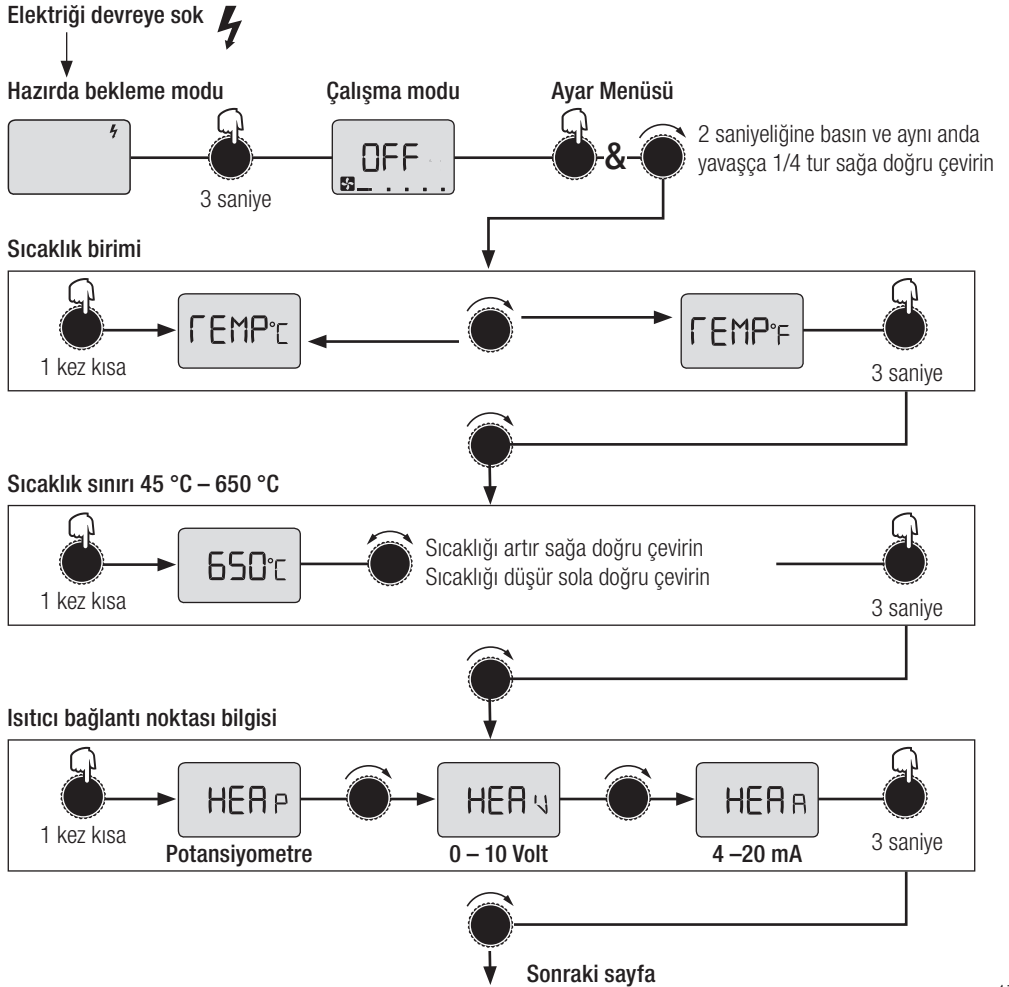 Elektriği devreye sok
Hazırda bekleme modu
Çalışma modu
Ayar Menüsü
OFF
&
2 saniyeliğine basın ve aynı anda
yavaşça 1/4 tur sağa doğru çevirin
3 saniye
Sıcaklık birimi
TEMP°C
TEMP°F
1 kez kısa
3 saniye
Sıcaklık sınırı 45 °C – 650 °C
650°C
Sıcaklığı artır sağa doğru çevirin
Sıcaklığı düşür sola doğru çevirin
1 kez kısa
3 saniye
Isıtıcı bağlantı noktası bilgisi
HEA P
HEA V
HEA A
1 kez kısa
3 saniye
Potansiyometre
0 – 10 Volt
4 –20 mA
Sonraki sayfa